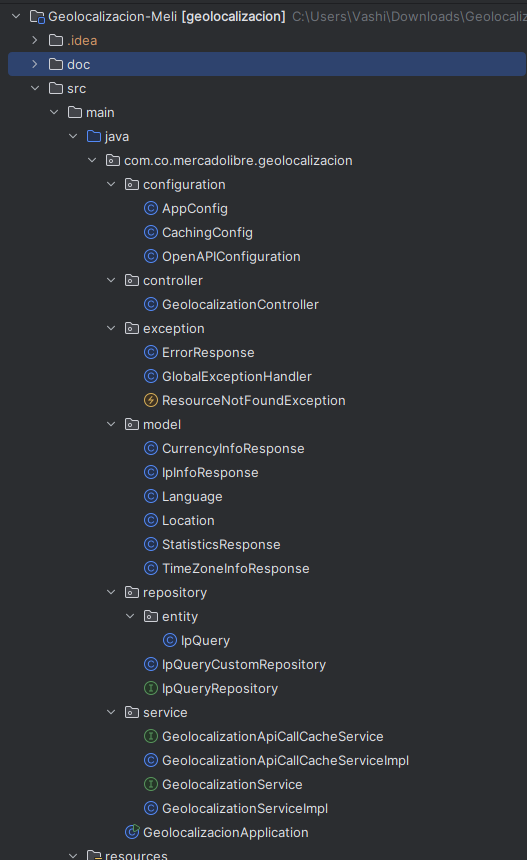 Geolocalizacion-Meli [geolocalizacion] C:\Users\Vashi\Downloads\Geolocaliz
.idea
doc
src
main
java
com.co.mercadolibre.geolocalizacion
configuration
AppConfig
CachingConfig
OpenAPIConfiguration
controller
GeolocalizationController
exception
ErrorResponse
GlobalExceptionHandler
ResourceNotFoundException
model
CurrencyInfoResponse
IpInfoResponse
Language
Location
StatisticsResponse
TimeZoneInfoResponse
repository
entity
IpQuery
IpQueryCustomRepository
IpQueryRepository
service
GeolocalizationApiCallCacheService
GeolocalizationApiCallCacheServiceImpl
GeolocalizationService
GeolocalizationServiceImpl
GeolocalizacionApplication
resources